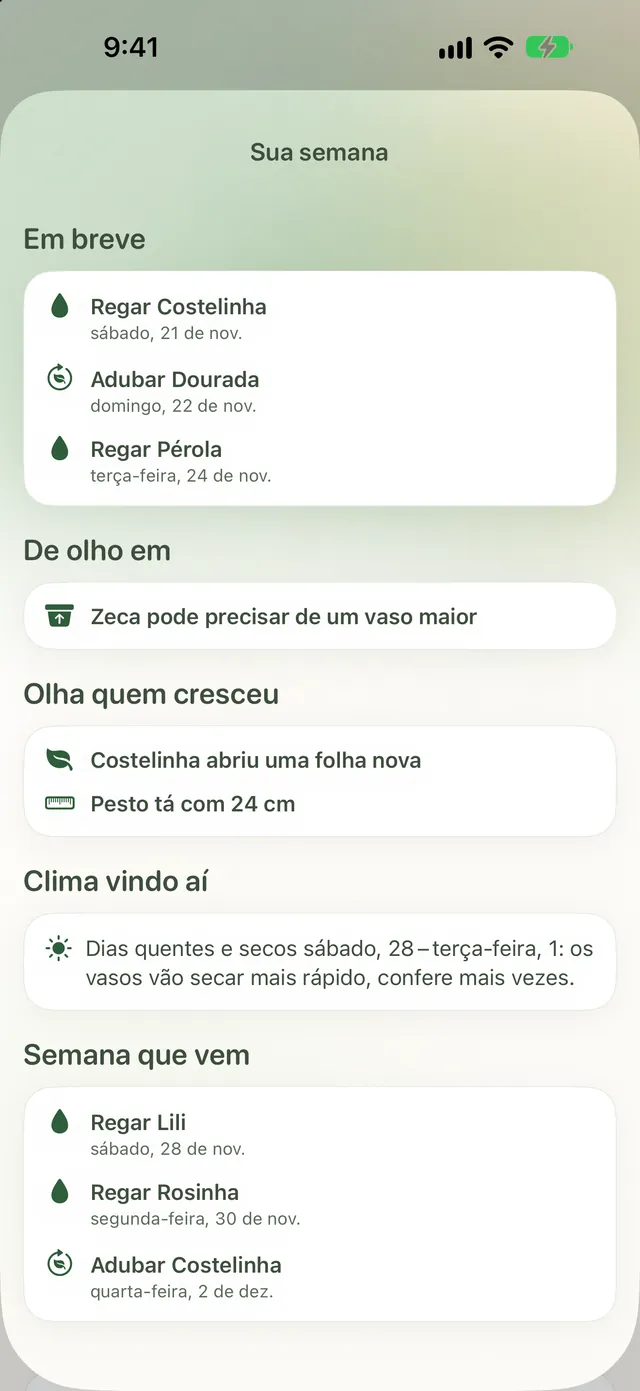 9:41
Sua semana
Em breve
Regar Costelinha
sábado, 21 de nov.
Adubar Dourada
domingo, 22 de nov.
Regar Pérola
terça-feira, 24 de nov.
De olho em
Zeca pode precisar de um vaso maior
Olha quem cresceu
Costelinha abriu uma folha nova
Pesto tá com 24 cm
Clima vindo aí
Dias quentes e secos sábado, 28 – terça-feira, 1: os
vasos vão secar mais rápido, confere mais vezes.
Semana que vem
Regar Lili
sábado, 28 de nov.
Regar Rosinha
segunda-feira, 30 de nov.
Adubar Costelinha
quarta-feira, 2 de dez.